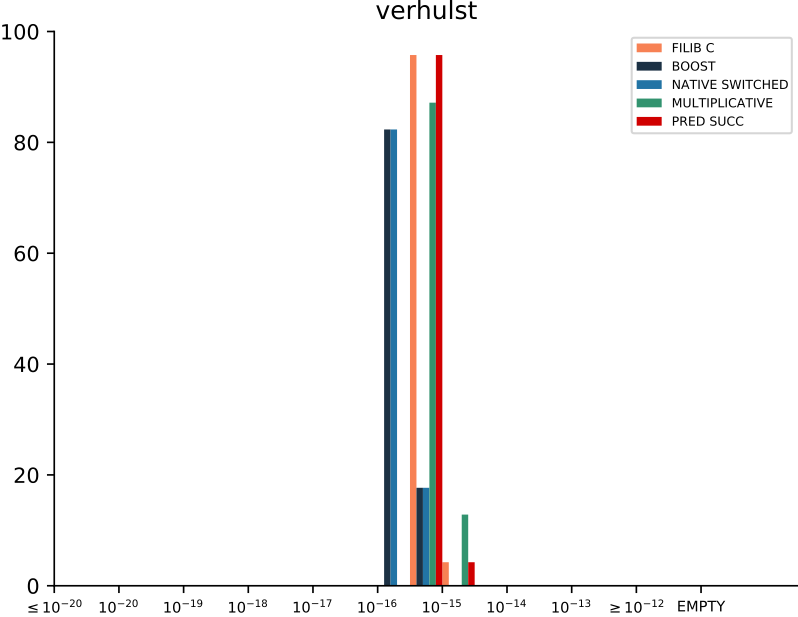 verhulst
100
80
60
40
20
0
FILIB C
BOOST
NATIVE SWITCHED
MULTIPLICATIVE
PRED SUCC
≤ 10⁻²⁰ 10⁻²⁰ 10⁻¹⁹ 10⁻¹⁸ 10⁻¹⁷ 10⁻¹⁶ 10⁻¹⁵ 10⁻¹⁴ 10⁻¹³ ≥ 10⁻¹² EMPTY